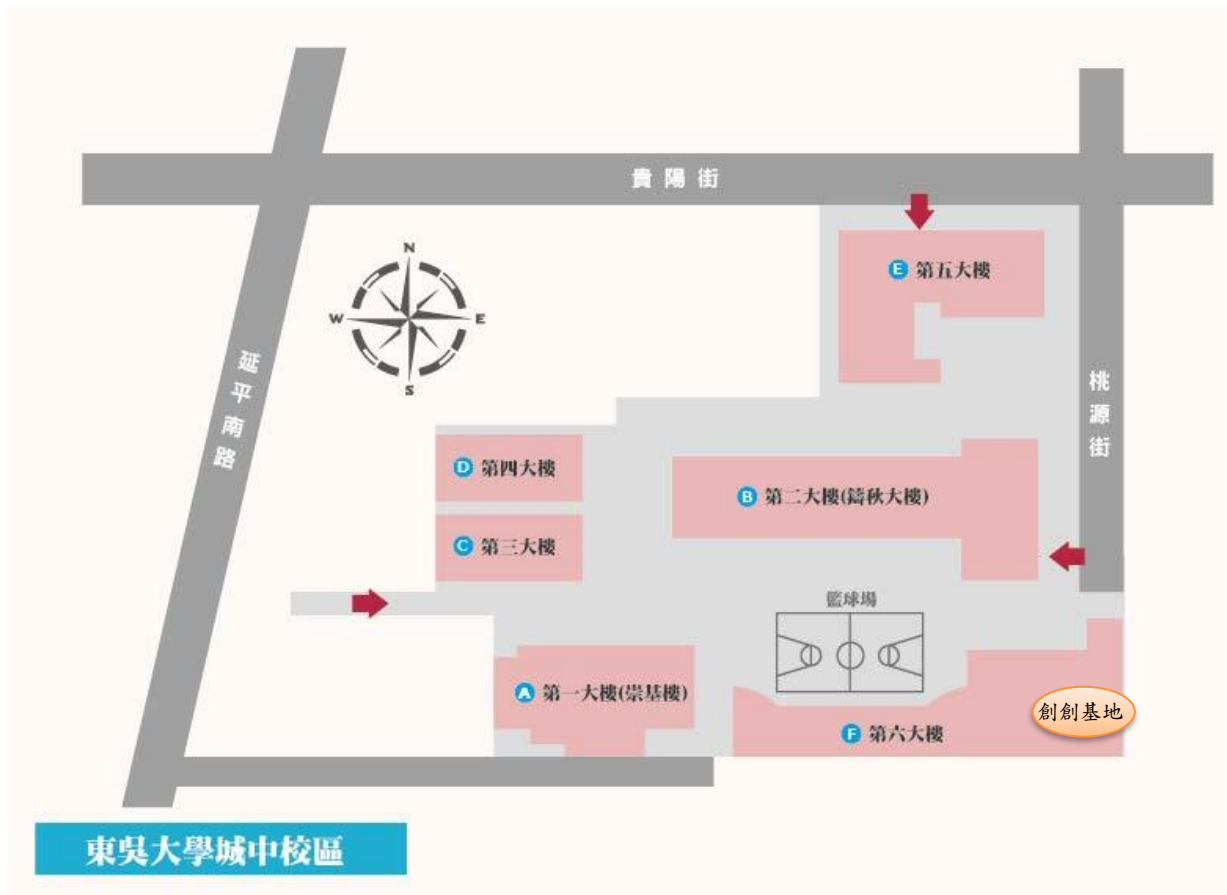 貴陽街
E 第五大樓
N
W
E
S
延平南路
桃源街
D 第四大樓
B 第二大樓(鑄秋大樓)
C 第三大樓
籃球場
A 第一大樓(崇基樓)
創創基地
F 第六大樓
東吳大學城中校區